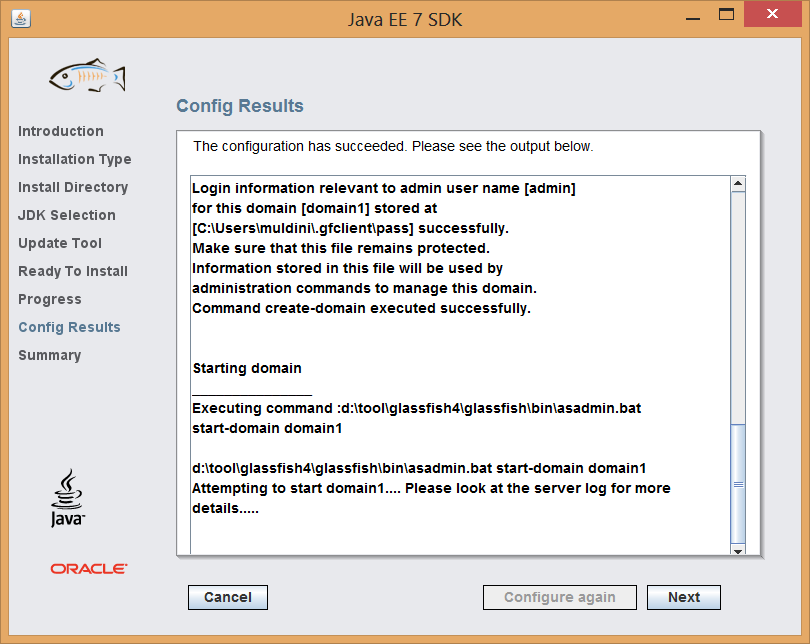 Java EE 7 SDK
Config Results
Introduction
Installation Type
Install Directory
JDK Selection
Update Tool
Ready To Install
Progress
Config Results
Summary
The configuration has succeeded. Please see the output below.
Login information relevant to admin user name [admin]
for this domain [domain1] stored at
[C:\Users\muldini\.gfclient\pass] successfully.
Make sure that this file remains protected.
Information stored in this file will be used by
administration commands to manage this domain.
Command create-domain executed successfully.
Starting domain
_______________
Executing command :d:\tool\glassfish4\glassfish\bin\asadmin.bat
start-domain domain1
d:\tool\glassfish4\glassfish\bin\asadmin.bat start-domain domain1
Attempting to start domain1.... Please look at the server log for more
details.....
Java
ORACLE
Cancel
Configure again
Next